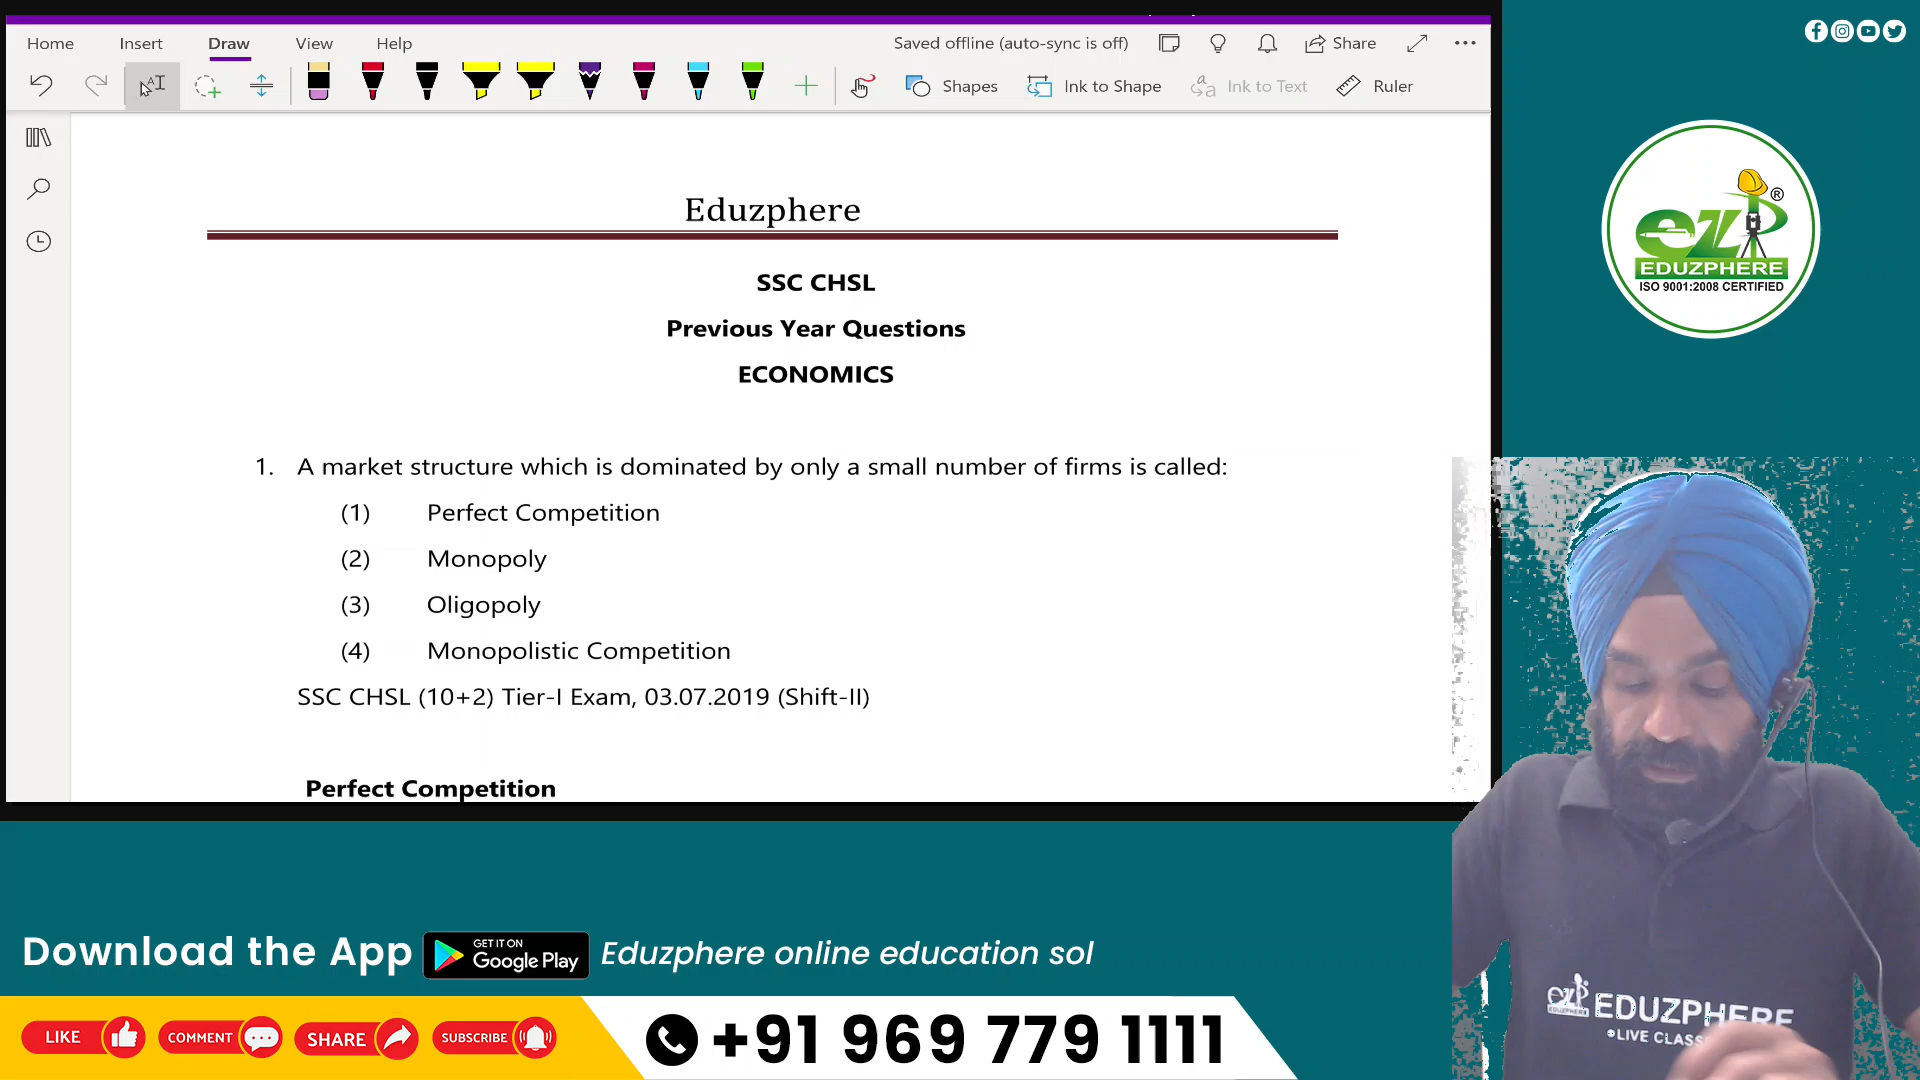 Home Insert Draw View Help Saved offline (auto-sync is off) Share
Shapes Ink to Shape Ink to Text Ruler
Eduzphere
SSC CHSL
Previous Year Questions
ECONOMICS
1. A market structure which is dominated by only a small number of firms is called:
(1) Perfect Competition
(2) Monopoly
(3) Oligopoly
(4) Monopolistic Competition
SSC CHSL (10+2) Tier-I Exam, 03.07.2019 (Shift-II)
Perfect Competition
EZP ®
EDUZPHERE
ISO 9001:2008 CERTIFIED
EDUZPHERE
LIVE CLASS
Download the App GET IT ON Google Play Eduzphere online education sol
LIKE COMMENT SHARE SUBSCRIBE +91 969 779 1111